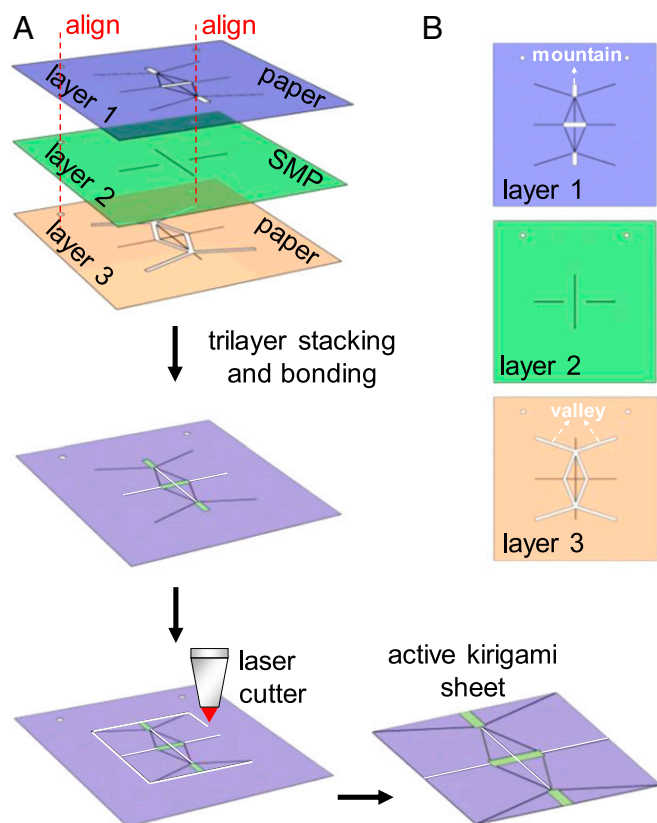 A
align
align
layer 1
paper
layer 2
SMP
layer 3
paper
trilayer stacking
and bonding
laser
cutter
active kirigami
sheet
B
mountain
layer 1
layer 2
valley
layer 3